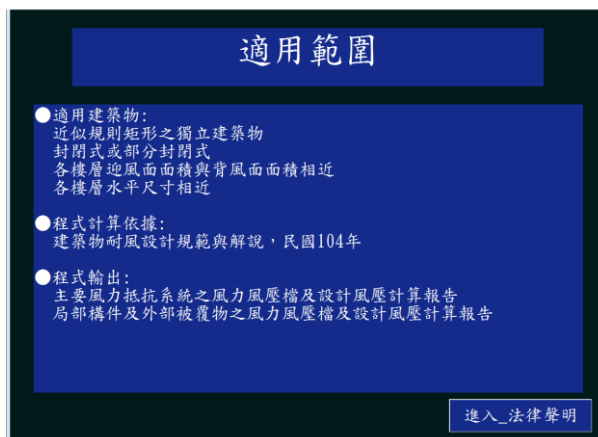 適用範圍
●適用建築物:
近似規則矩形之獨立建築物
封閉式或部分封閉式
各樓層迎風面面積與背風面面積相近
各樓層水平尺寸相近
●程式計算依據:
建築物耐風設計規範與解說，民國104年
●程式輸出:
主要風力抵抗系統之風力風壓檔及設計風壓計算報告
局部構件及外部被覆物之風力風壓檔及設計風壓計算報告
進入_法律聲明